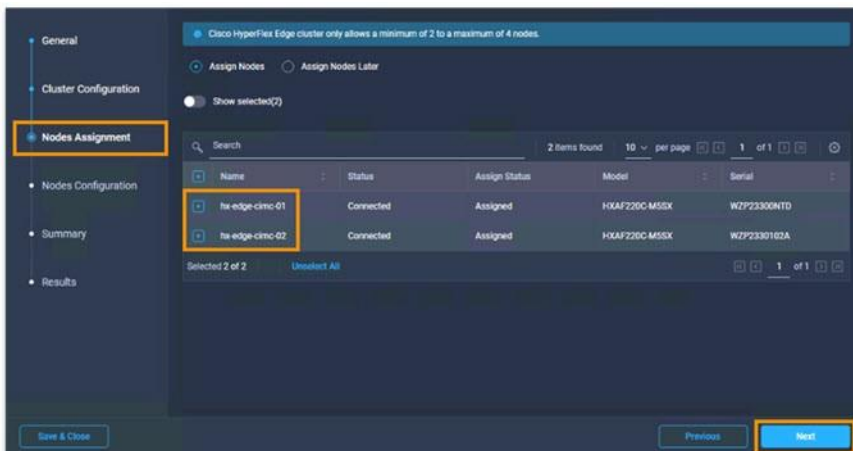 General
Cluster Configuration
Nodes Assignment
Nodes Configuration
Summary
Results
Cisco HyperFlex Edge cluster only allows a minimum of 2 to a maximum of 4 nodes.
Assign Nodes Assign Nodes Later
Show selected(2)
Search 2 items found 10 per page 1 of 1
Name Status Assign Status Model Serial
hx-edge-cimc-01 Connected Assigned HXAF220C-M5SX WZP23300NTD
hx-edge-cimc-02 Connected Assigned HXAF220C-M5SX WZP2330102A
Selected 2 of 2 Unselect All 1 of 1
Save & Close Previous Next